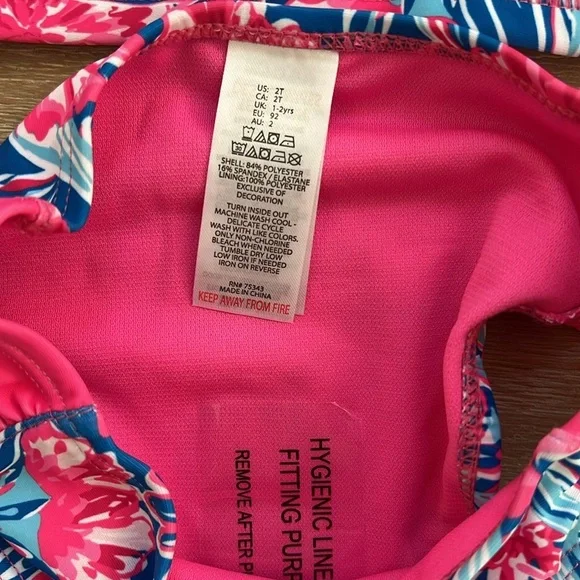 US: 2T
CA: 2T
UK: 1-2yrs
EU: 92
AU: 2
SHELL: 84% POLYESTER
16% SPANDEX / ELASTANE
LINING:100% POLYESTER
EXCLUSIVE OF
DECORATION
TURN INSIDE OUT
MACHINE WASH COOL -
DELICATE CYCLE
WASH WITH LIKE COLORS.
ONLY NON-CHLORINE
BLEACH WHEN NEEDED
TUMBLE DRY LOW
LOW IRON IF NEEDED
IRON ON REVERSE
RN# 75343
MADE IN CHINA
KEEP AWAY FROM FIRE
HYGIENIC LINE
FITTING PURP
REMOVE AFTER P